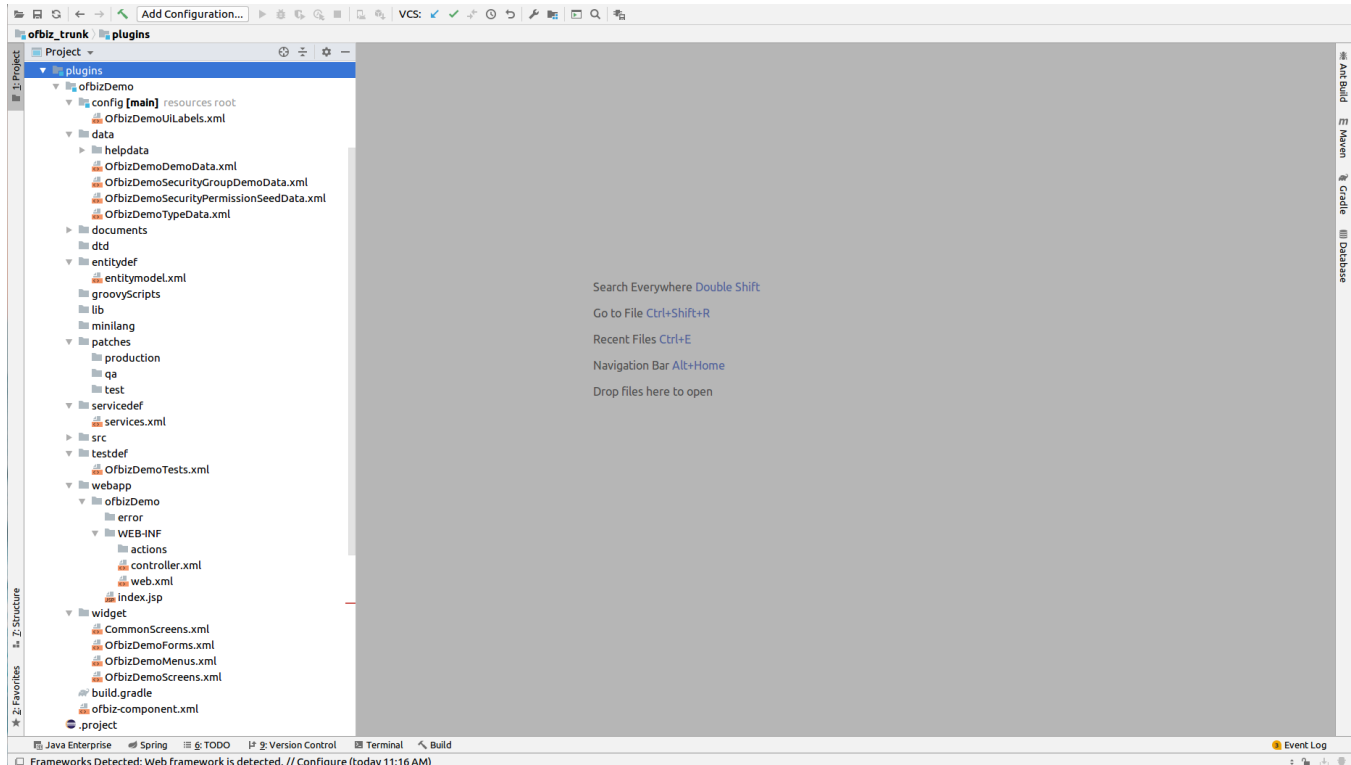 Add Configuration...
VCS:
ofbiz_trunk
plugins
1: Project
Project
plugins
ofbizDemo
config [main] resources root
OfbizDemoUiLabels.xml
data
helpdata
OfbizDemoDemoData.xml
OfbizDemoSecurityGroupDemoData.xml
OfbizDemoSecurityPermissionSeedData.xml
OfbizDemoTypeData.xml
documents
dtd
entitydef
entitymodel.xml
groovyScripts
lib
minilang
patches
production
qa
test
servicedef
services.xml
src
testdef
OfbizDemoTests.xml
webapp
ofbizDemo
error
WEB-INF
actions
controller.xml
web.xml
index.jsp
widget
CommonScreens.xml
OfbizDemoForms.xml
OfbizDemoMenus.xml
OfbizDemoScreens.xml
build.gradle
ofbiz-component.xml
.project
Z: Structure
2: Favorites
Search Everywhere Double Shift
Go to File Ctrl+Shift+R
Recent Files Ctrl+E
Navigation Bar Alt+Home
Drop files here to open
Ant Build
m Maven
Gradle
Database
Java Enterprise
Spring
6: TODO
9: Version Control
Terminal
Build
3 Event Log
Frameworks Detected: Web framework is detected. // Configure (today 11:16 AM)